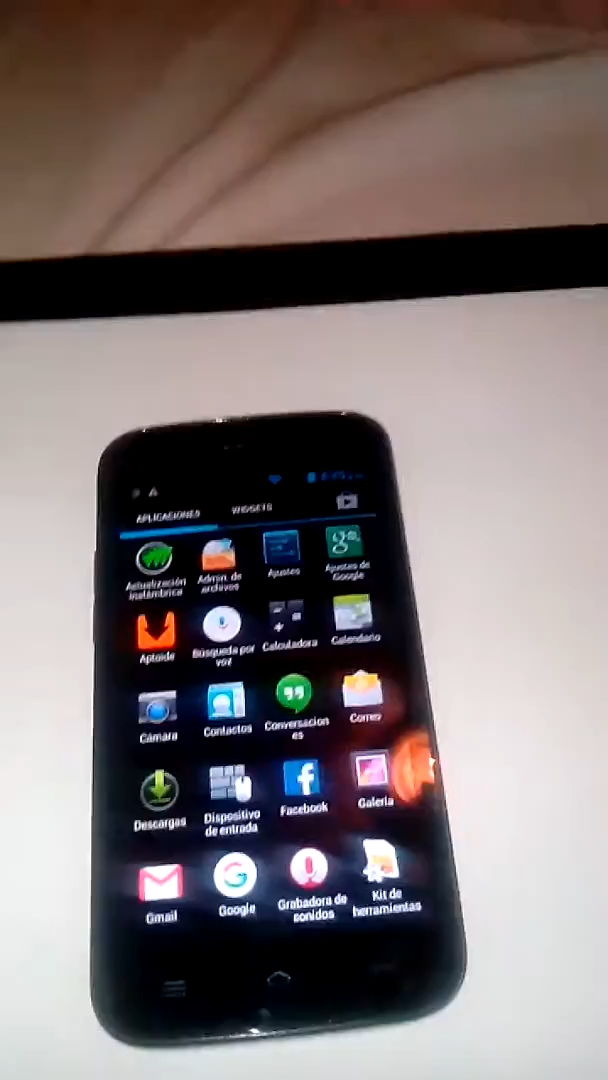 APLICACIONES WIDGETS
Actualización inalámbrica
Admin. de archivos
Ajustes
Ajustes de Google
Aptoide
Búsqueda por voz
Calculadora
Calendario
Cámara
Contactos
Conversaciones
Correo
Descargas
Dispositivo de entrada
Facebook
Galería
Gmail
Google
Grabadora de sonidos
Kit de herramientas